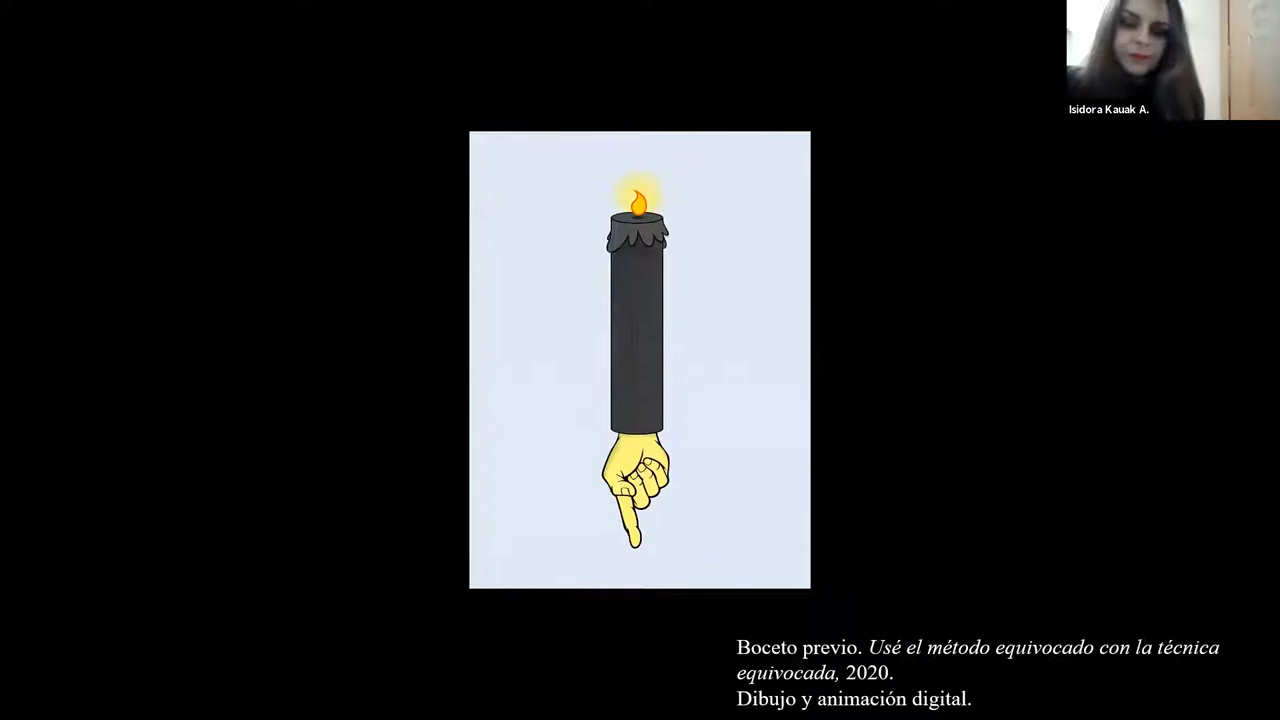 Isidora Kauak A.
Boceto previo. Usé el método equivocado con la técnica
equivocada, 2020.
Dibujo y animación digital.